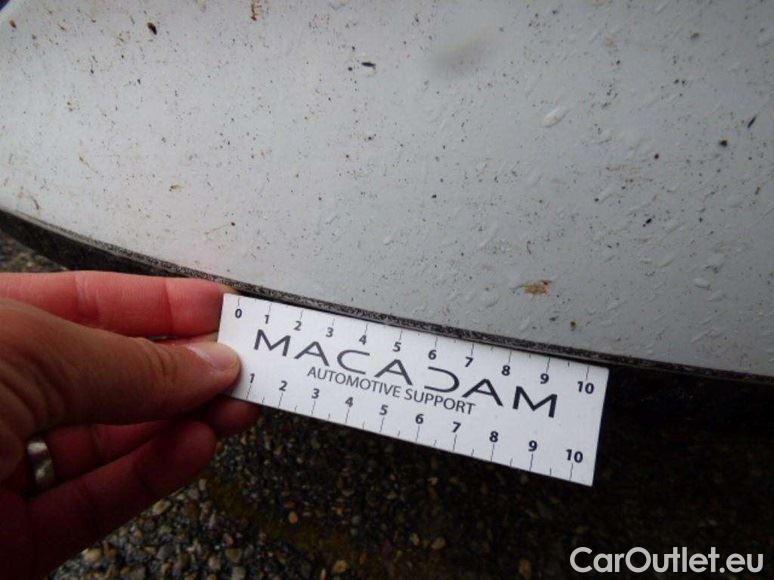 0 1 2 3 4 5 6 7 8 9 10
MACADAM
AUTOMOTIVE SUPPORT
1 2 3 4 5 6 7 8 9 10
CarOutlet.eu